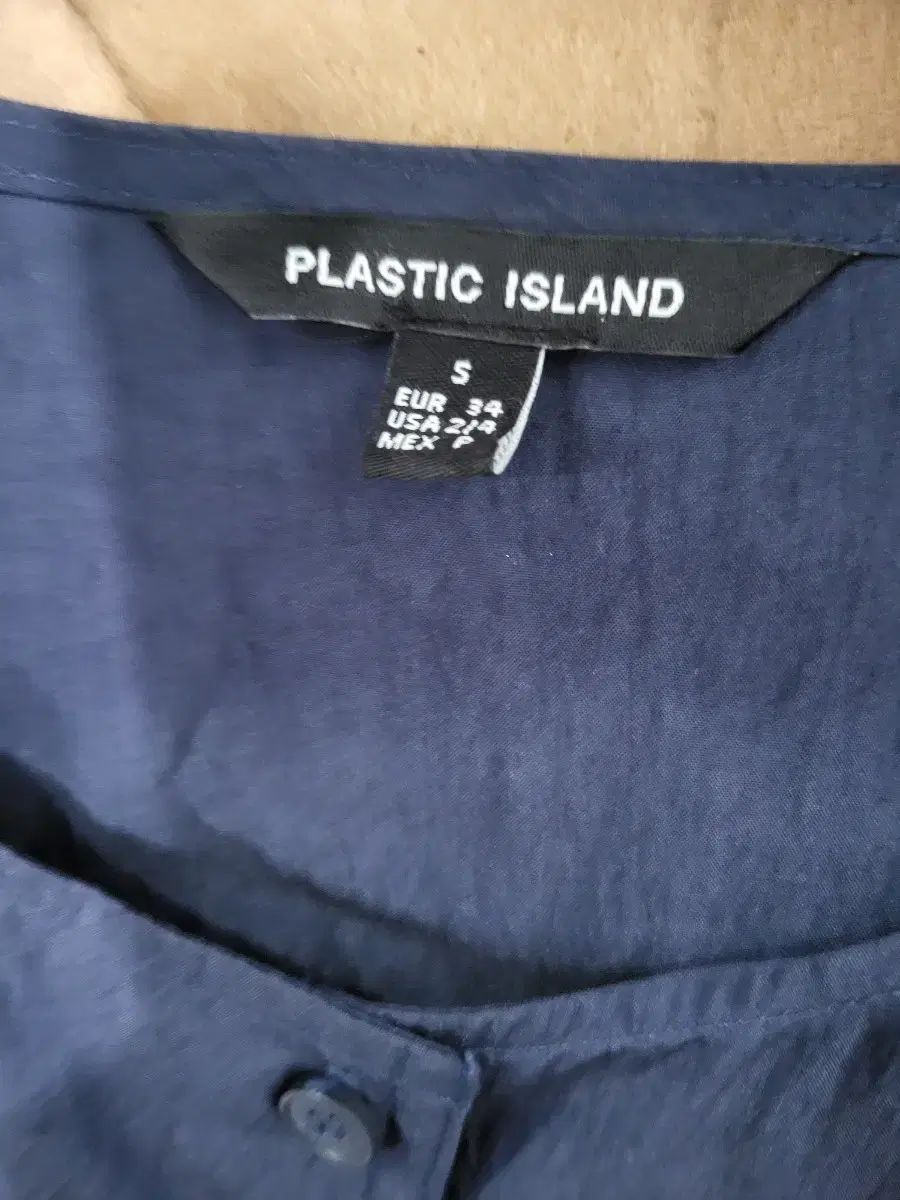 PLASTIC ISLAND
S
EUR 34
USA 2/4
MEX P